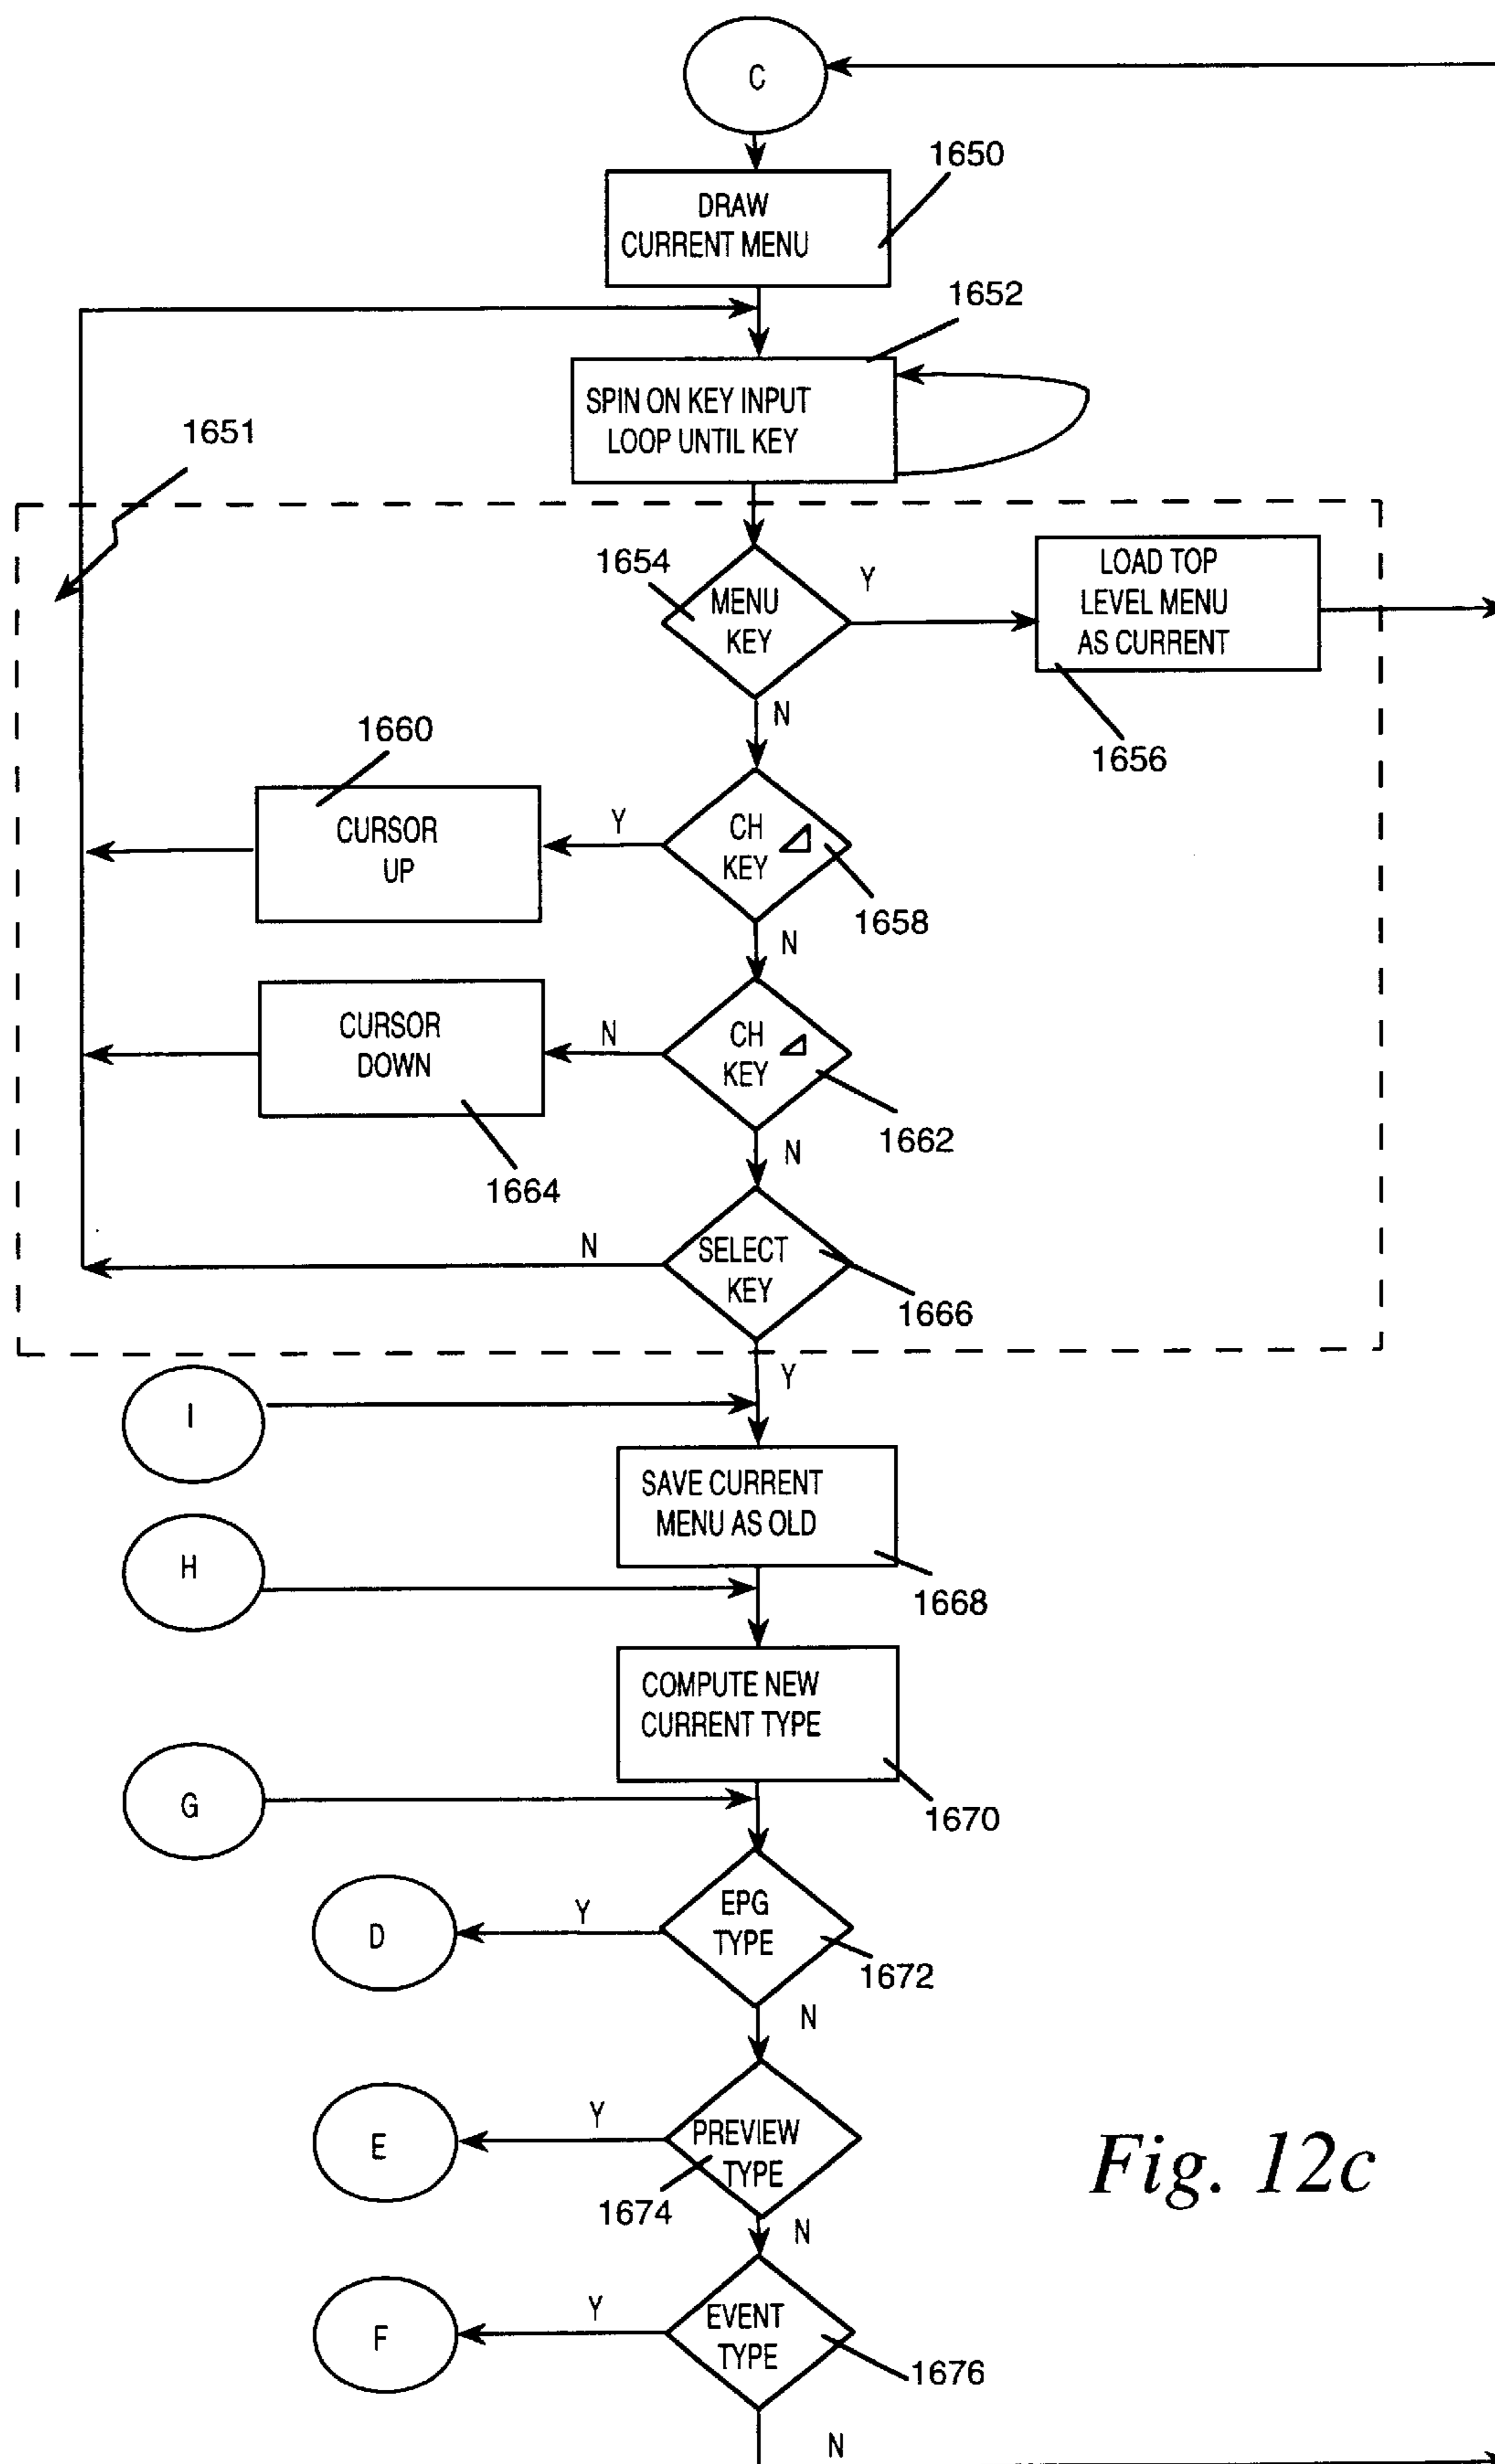 C
1650
DRAW
CURRENT MENU
1652
SPIN ON KEY INPUT
LOOP UNTIL KEY
1651
1654
MENU
KEY
Y
LOAD TOP
LEVEL MENU
AS CURRENT
1656
N
1660
CURSOR
UP
Y
CH
KEY
1658
N
CURSOR
DOWN
N
CH
KEY
1662
1664
N
N
SELECT
KEY
1666
Y
I
SAVE CURRENT
MENU AS OLD
1668
H
COMPUTE NEW
CURRENT TYPE
1670
G
EPG
TYPE
1672
Y
D
N
PREVIEW
TYPE
1674
Y
E
N
EVENT
TYPE
1676
Y
F
N
Fig. 12c